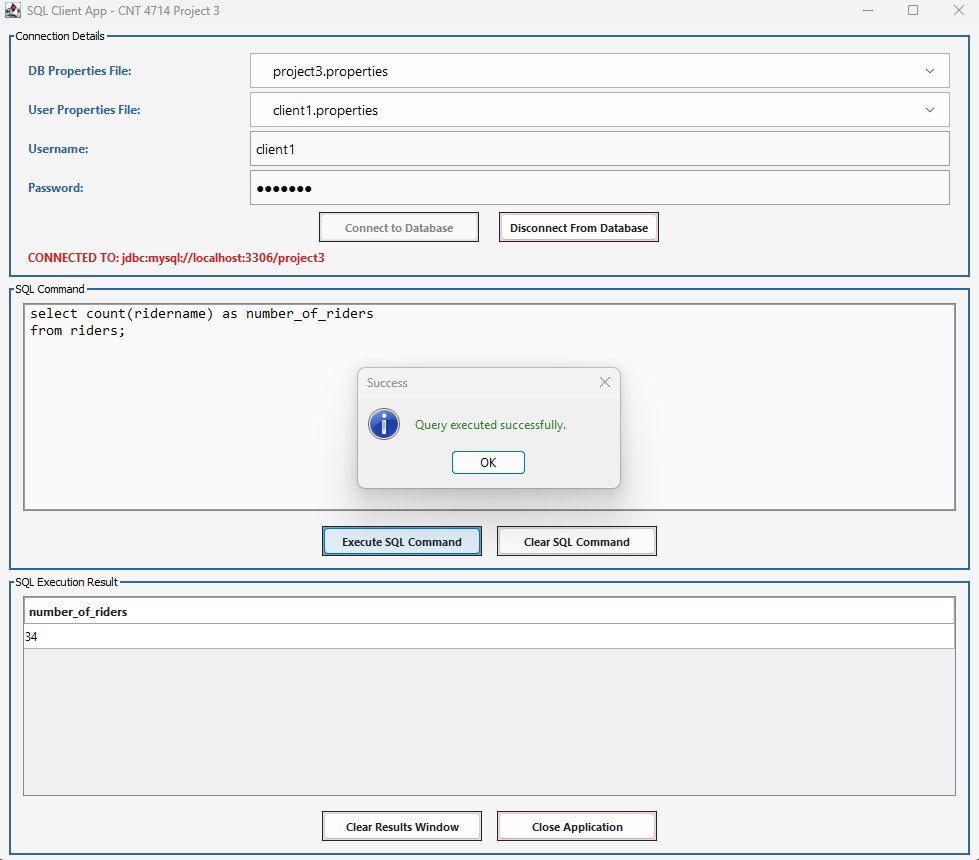 SQL Client App - CNT 4714 Project 3
Connection Details
DB Properties File: project3.properties
User Properties File: client1.properties
Username: client1
Password: •••••••
Connect to Database Disconnect From Database
CONNECTED TO: jdbc:mysql://localhost:3306/project3
SQL Command
select count(ridername) as number_of_riders
from riders;
Success
Query executed successfully.
OK
Execute SQL Command Clear SQL Command
SQL Execution Result
number_of_riders
34
Clear Results Window Close Application